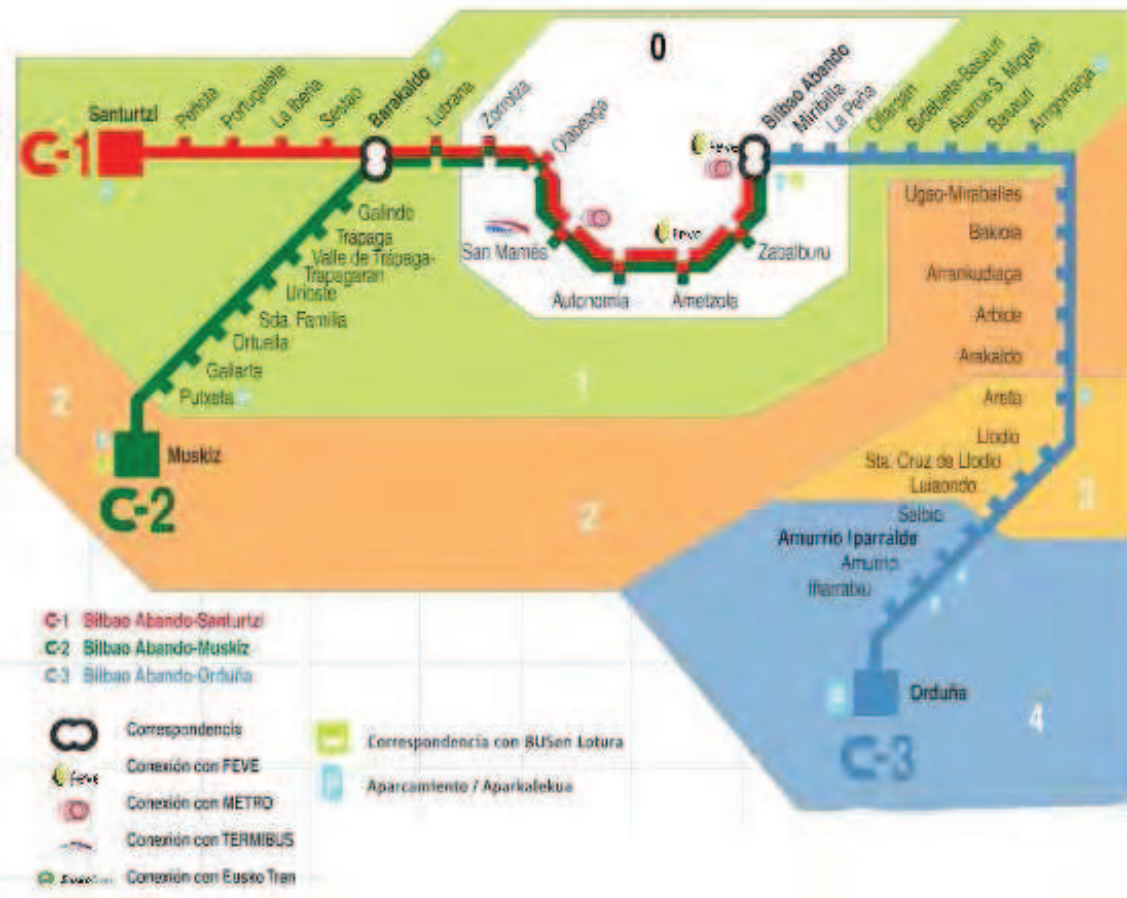 0
Santurtzi
Peñota
Portugalete
La Iberia
Sestao
Barakaldo
Lutxana
Zorrotza
Olabeaga
Bilbao Abando
Miribilla
La Peña
Ollargan
Bidebieta-Basauri
Abaroa S. Miguel
Basauri
Arrigorriaga
C-1
Feve
Galindo
Trapaga
Valle de Trápaga-
Trapagaran
Urioste
Sda. Familia
Ortuella
Gallarta
Putxeta
San Mamés
Feve
Zabalburu
Autonomia
Ametzola
Ugao-Miraballes
Bakiola
Arrankudiaga
Arbide
Arakaldo
Areta
Llodio
Sta. Cruz de Llodio
Luiaondo
Salbio
Amurrio Iparralde
Amurrio
Iñarratxu
1
2
2
3
4
Muskiz
C-2
Orduña
C-3
C-1 Bilbao Abando-Santurtzi
C-2 Bilbao Abando-Muskiz
C-3 Bilbao Abando-Orduña
Correspondencia
Feve Conexión con FEVE
Conexión con METRO
Conexión con TERMIBUS
Conexión con Eusko Tran
Correspondencia con BUSen Lotura
P Aparcamiento / Aparkalekua